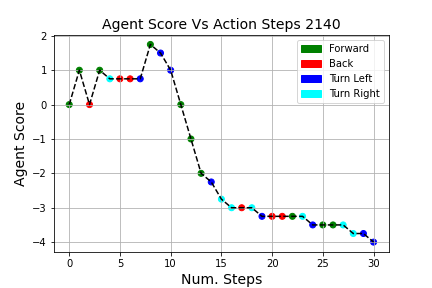 Agent Score Vs Action Steps 2140
Forward
Back
Turn Left
Turn Right
Agent Score
2
1
0
−1
−2
−3
−4
0 5 10 15 20 25 30
Num. Steps